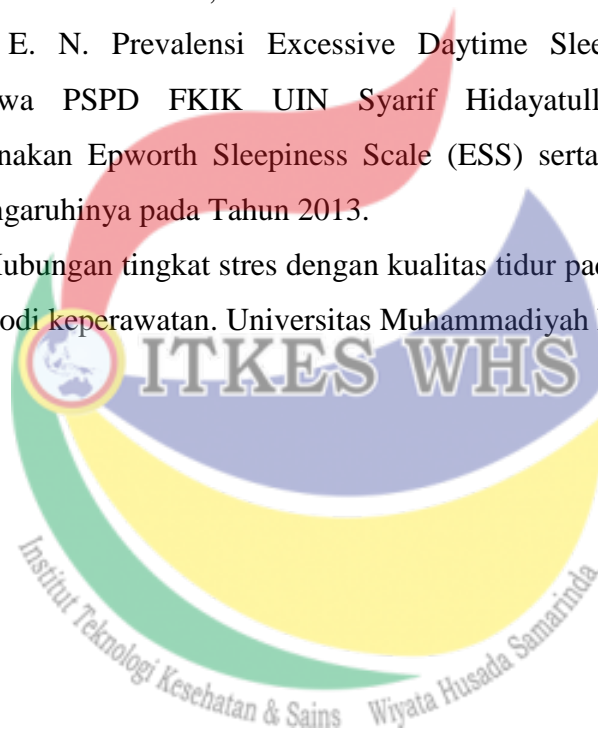 E. N. Prevalensi Excessive Daytime Slee
wa PSPD FKIK UIN Syarif Hidayatull
nakan Epworth Sleepiness Scale (ESS) serta
ngaruhinya pada Tahun 2013.
Hubungan tingkat stres dengan kualitas tidur pad
odi keperawatan. Universitas Muhammadiyah
ITKES WHS
Institut Teknologi Kesehatan & Sains Wiyata Husada Samarinda